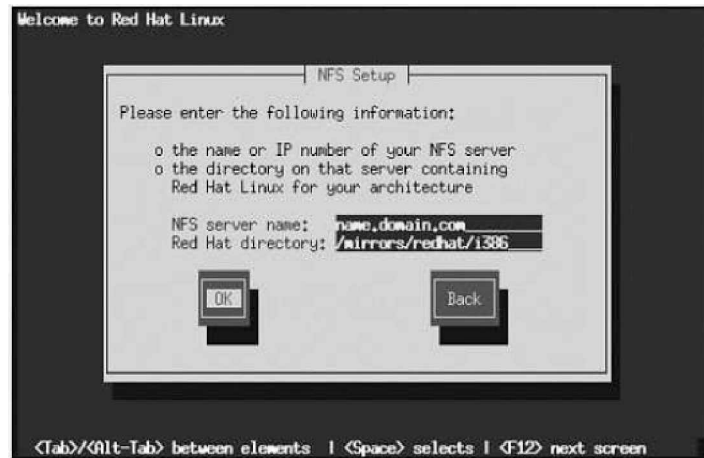 Welcome to Red Hat Linux
NFS Setup
Please enter the following information:
o the name or IP number of your NFS server
o the directory on that server containing
Red Hat Linux for your architecture
NFS server name: name.domain.com
Red Hat directory: /mirrors/redhat/i386
OK Back
<Tab>/<Alt-Tab> between elements | <Space> selects | <F12> next screen